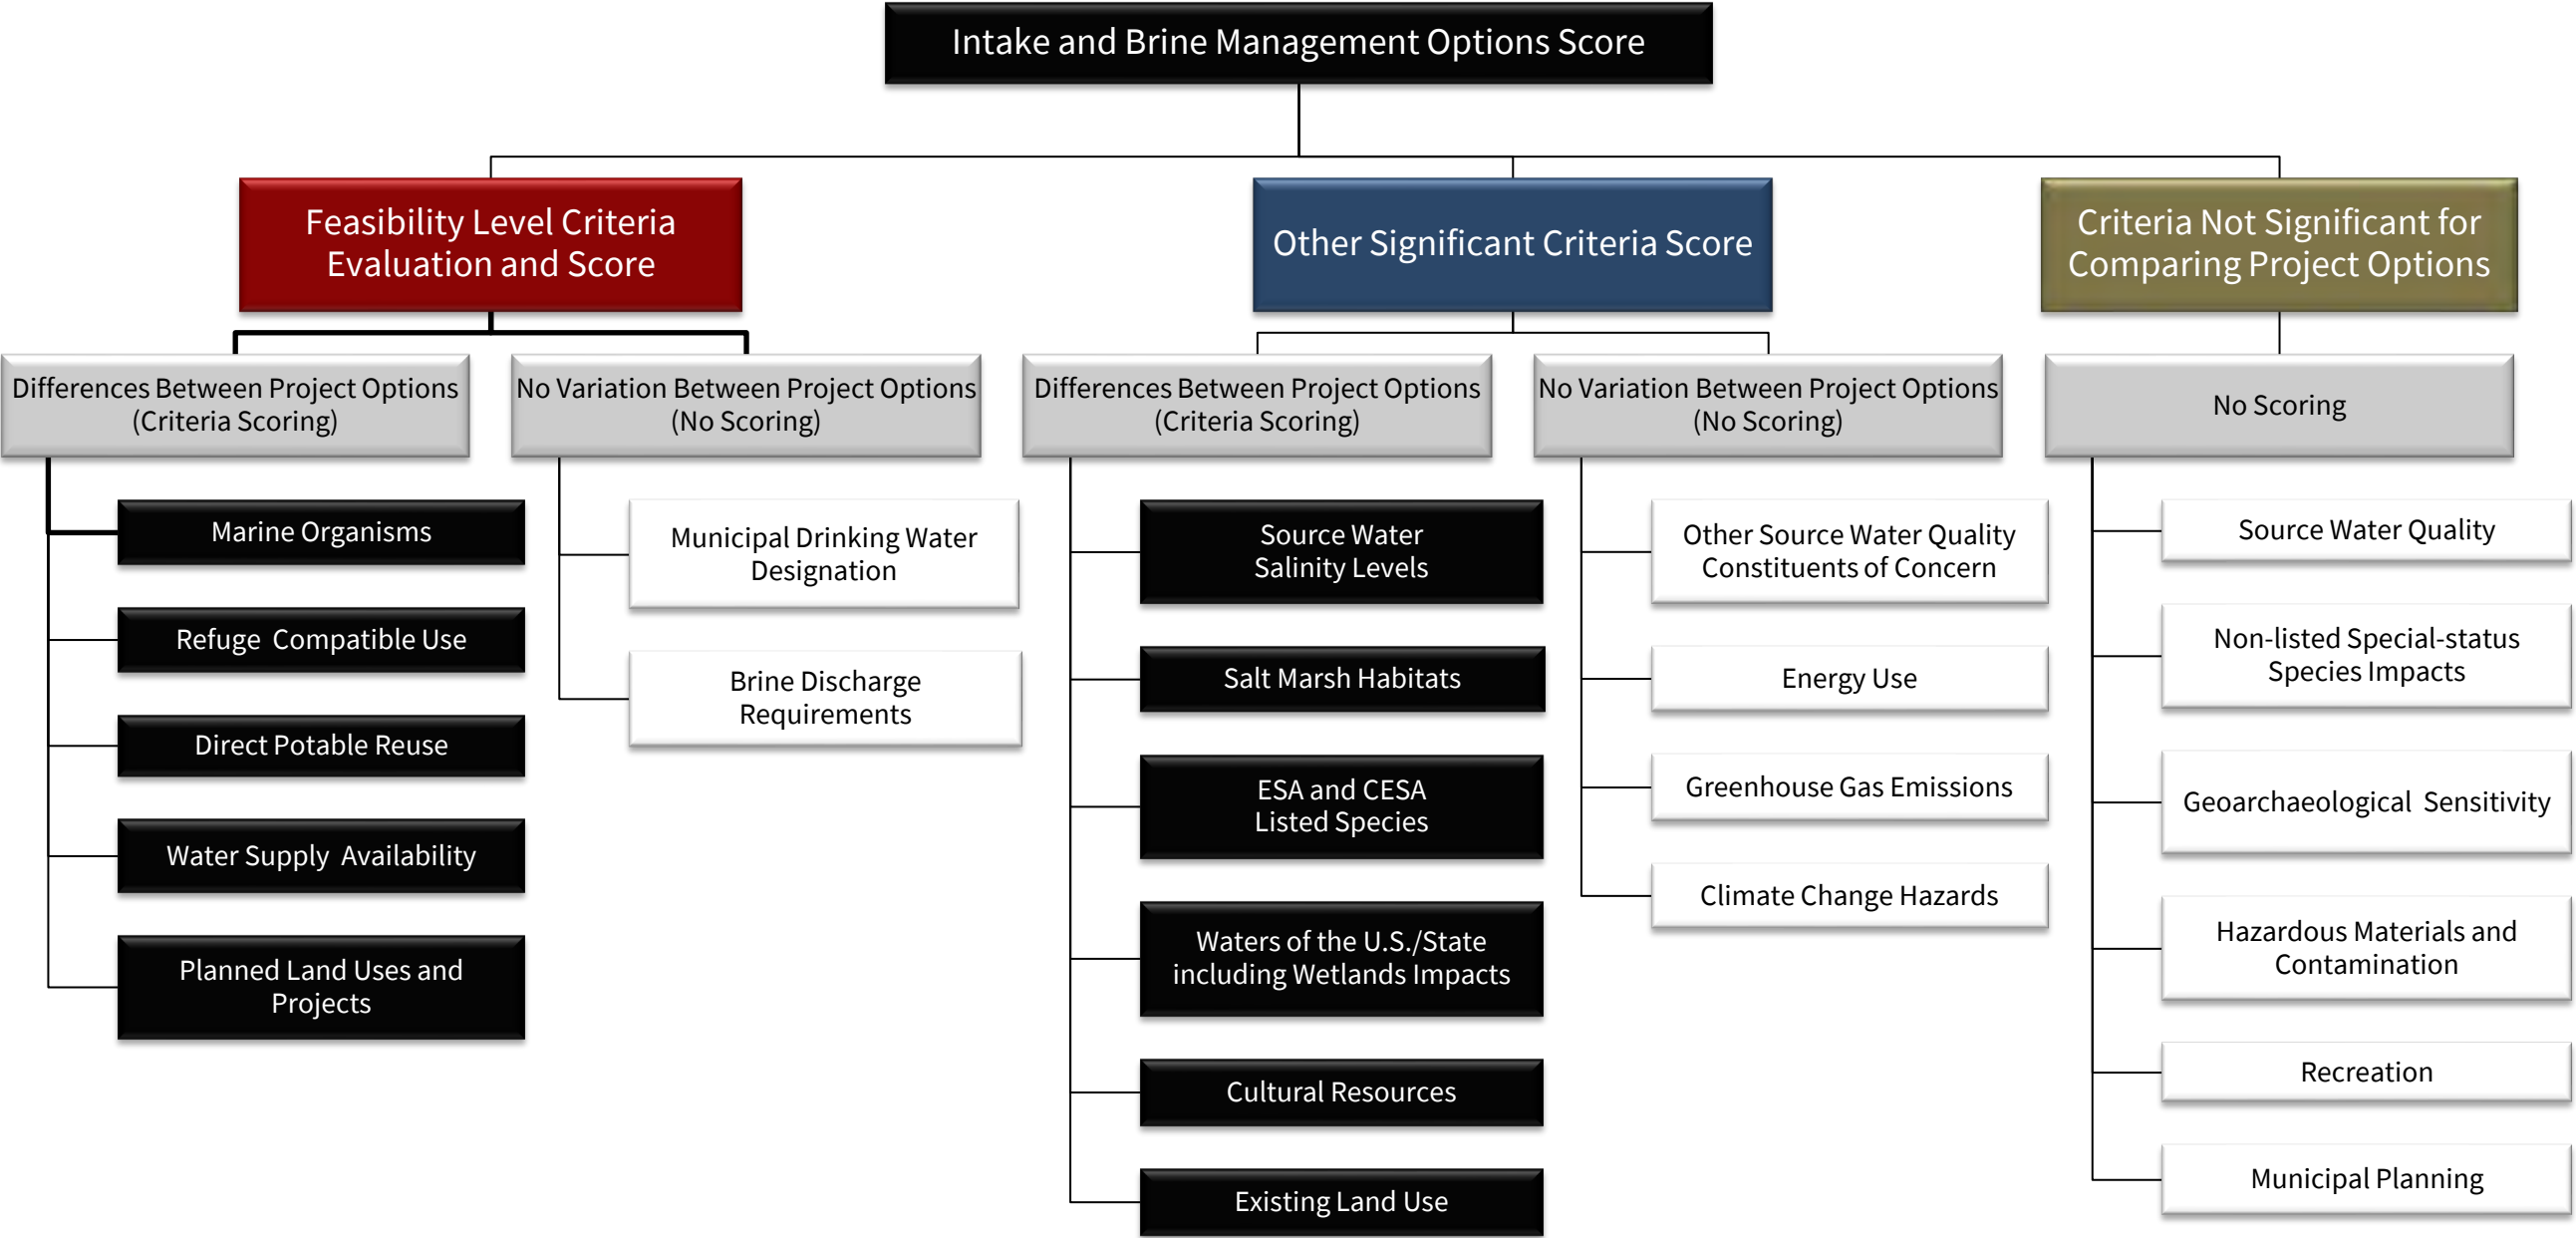 Intake and Brine Management Options Score
Feasibility Level Criteria
Evaluation and Score
Other Significant Criteria Score
Criteria Not Significant for
Comparing Project Options
Differences Between Project Options
(Criteria Scoring)
No Variation Between Project Options
(No Scoring)
Differences Between Project Options
(Criteria Scoring)
No Variation Between Project Options
(No Scoring)
No Scoring
Marine Organisms
Refuge Compatible Use
Direct Potable Reuse
Water Supply Availability
Planned Land Uses and
Projects
Municipal Drinking Water
Designation
Brine Discharge
Requirements
Source Water
Salinity Levels
Salt Marsh Habitats
ESA and CESA
Listed Species
Waters of the U.S./State
including Wetlands Impacts
Cultural Resources
Existing Land Use
Other Source Water Quality
Constituents of Concern
Energy Use
Greenhouse Gas Emissions
Climate Change Hazards
Source Water Quality
Non-listed Special-status
Species Impacts
Geoarchaeological Sensitivity
Hazardous Materials and
Contamination
Recreation
Municipal Planning